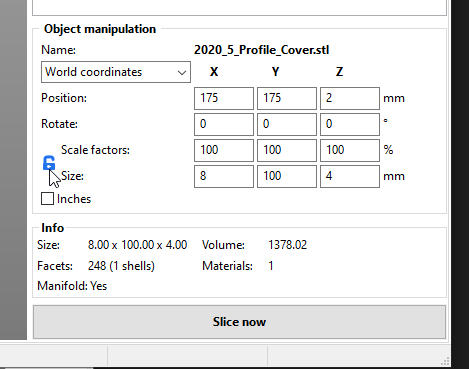 Object manipulation
Name: 2020_5_Profile_Cover.stl
World coordinates X Y Z
Position: 175 175 2 mm
Rotate: 0 0 0 °
Scale factors: 100 100 100 %
Size: 8 100 4 mm
Inches
Info
Size: 8.00 x 100.00 x 4.00 Volume: 1378.02
Facets: 248 (1 shells) Materials: 1
Manifold: Yes
Slice now